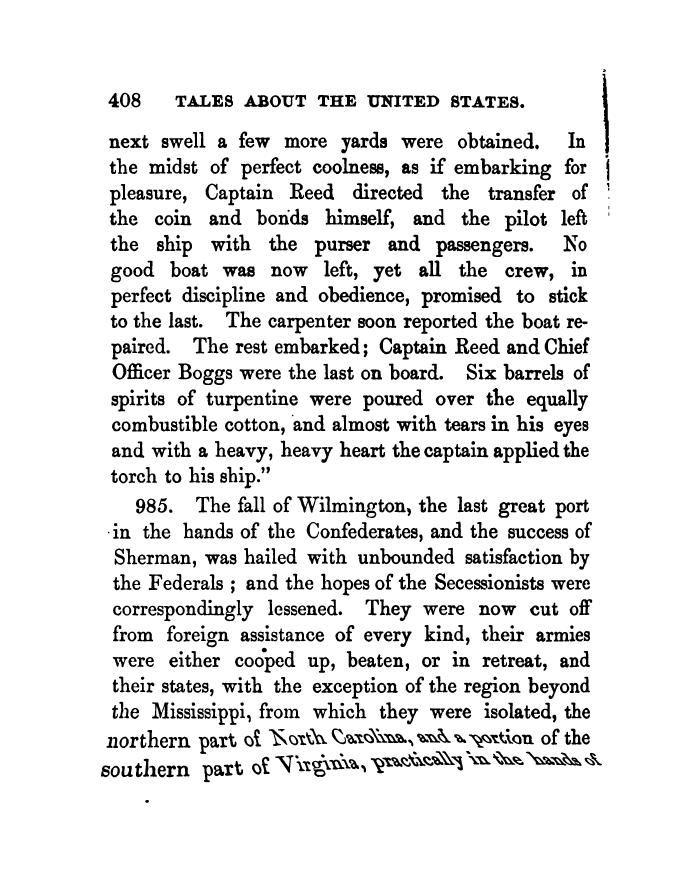 408 TALES ABOUT THE UNITED STATES.
next swell a few more yards were obtained. In
the midst of perfect coolness, as if embarking for
pleasure, Captain Reed directed the transfer of
the coin and bonds himself, and the pilot left
the ship with the purser and passengers. No
good boat was now left, yet all the crew, in
perfect discipline and obedience, promised to stick
to the last. The carpenter soon reported the boat re-
paired. The rest embarked; Captain Reed and Chief
Officer Boggs were the last on board. Six barrels of
spirits of turpentine were poured over the equally
combustible cotton, and almost with tears in his eyes
and with a heavy, heavy heart the captain applied the
torch to his ship.”
985. The fall of Wilmington, the last great port
in the hands of the Confederates, and the success of
Sherman, was hailed with unbounded satisfaction by
the Federals ; and the hopes of the Secessionists were
correspondingly lessened. They were now cut off
from foreign assistance of every kind, their armies
were either cooped up, beaten, or in retreat, and
their states, with the exception of the region beyond
the Mississippi, from which they were isolated, the
northern part of North Carolina, and a portion of the
southern part of Virginia, practically in the hands of